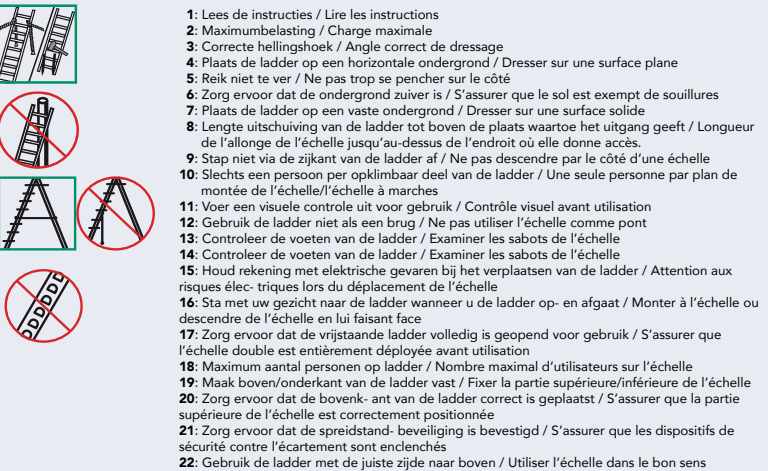 1: Lees de instructies / Lire les instructions
2: Maximumbelasting / Charge maximale
3: Correcte hellingshoek / Angle correct de dressage
4: Plaats de ladder op een horizontale ondergrond / Dresser sur une surface plane
5: Reik niet te ver / Ne pas trop se pencher sur le côté
6: Zorg ervoor dat de ondergrond zuiver is / S’assurer que le sol est exempt de souillures
7: Plaats de ladder op een vaste ondergrond / Dresser sur une surface solide
8: Lengte uitschuiving van de ladder tot boven de plaats waartoe het uitgang geeft / Longueur
de l’allonge de l’échelle jusqu’au-dessus de l’endroit où elle donne accès.
9: Stap niet via de zijkant van de ladder af / Ne pas descendre par le côté d’une échelle
10: Slechts een persoon per opklimbaar deel van de ladder / Une seule personne par plan de
montée de l’échelle/l’échelle à marches
11: Voer een visuele controle uit voor gebruik / Contrôle visuel avant utilisation
12: Gebruik de ladder niet als een brug / Ne pas utiliser l’échelle comme pont
13: Controleer de voeten van de ladder / Examiner les sabots de l’échelle
14: Controleer de voeten van de ladder / Examiner les sabots de l’échelle
15: Houd rekening met elektrische gevaren bij het verplaatsen van de ladder / Attention aux
risques élec- triques lors du déplacement de l’échelle
16: Sta met uw gezicht naar de ladder wanneer u de ladder op- en afgaat / Monter à l’échelle ou
descendre de l’échelle en lui faisant face
17: Zorg ervoor dat de vrijstaande ladder volledig is geopend voor gebruik / S’assurer que
l’échelle double est entièrement déployée avant utilisation
18: Maximum aantal personen op ladder / Nombre maximal d’utilisateurs sur l’échelle
19: Maak boven/onderkant van de ladder vast / Fixer la partie supérieure/inférieure de l’échelle
20: Zorg ervoor dat de bovenk- ant van de ladder correct is geplaatst / S’assurer que la partie
supérieure de l’échelle est correctement positionnée
21: Zorg ervoor dat de spreidstand- beveiliging is bevestigd / S’assurer que les dispositifs de
sécurité contre l’écartement sont enclenchés
22: Gebruik de ladder met de juiste zijde naar boven / Utiliser l’échelle dans le bon sens